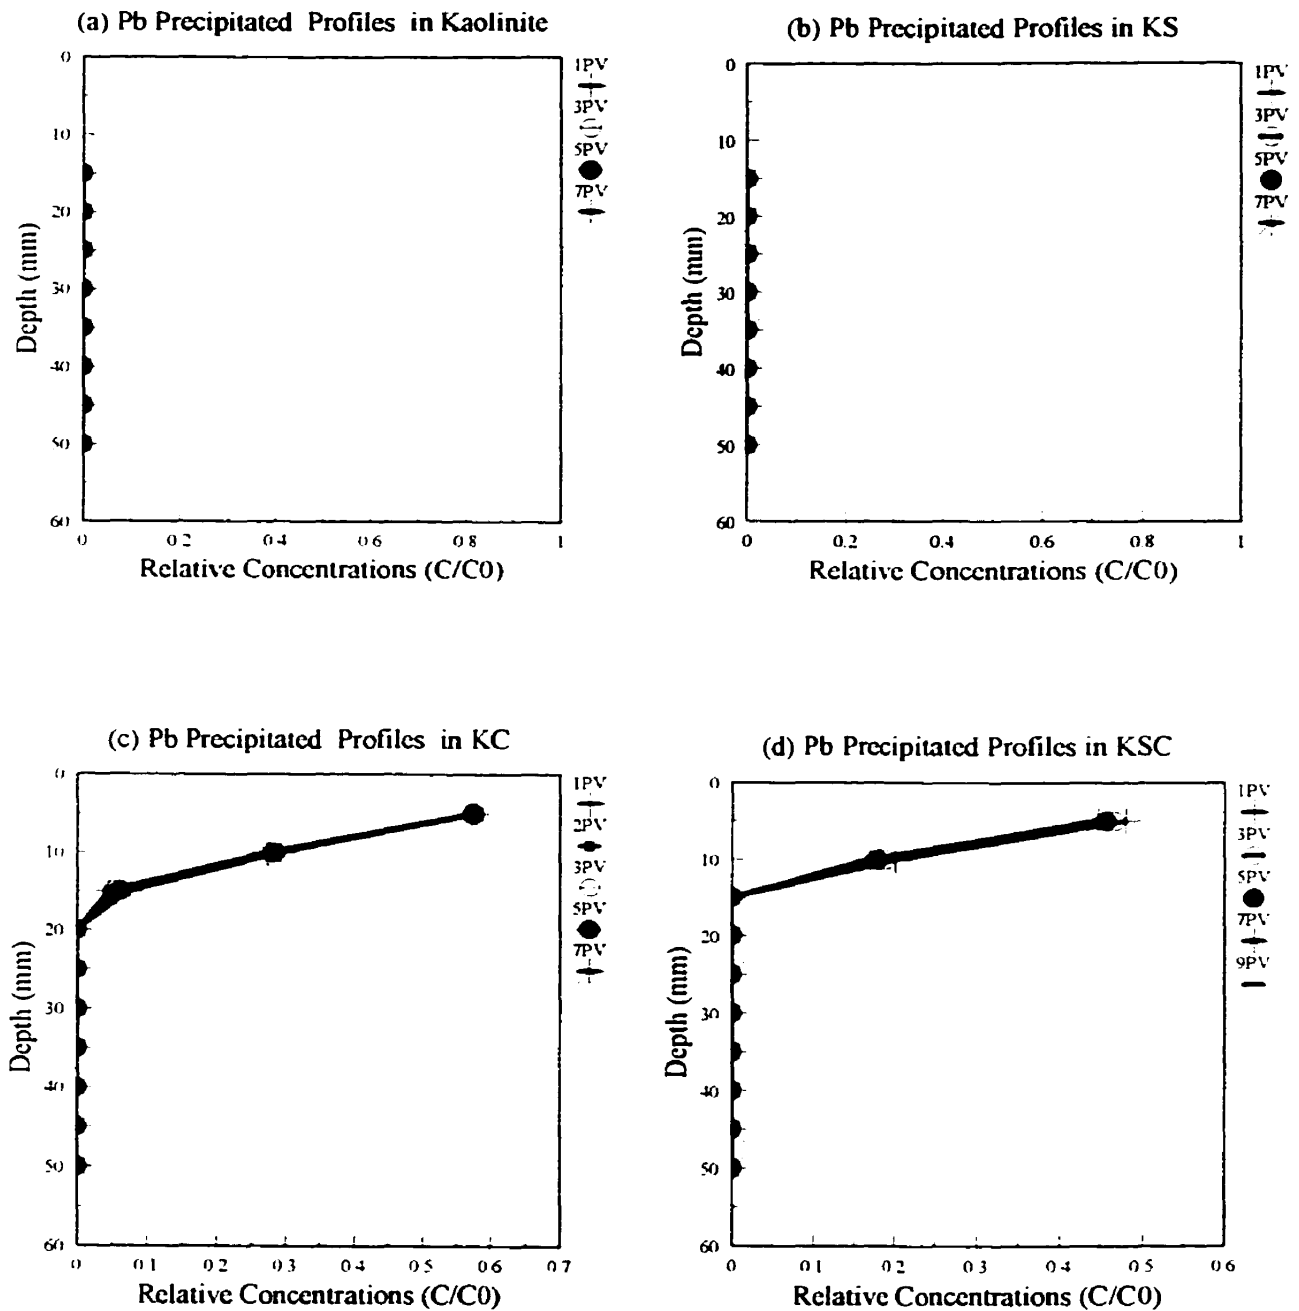 (a) Pb Precipitated Profiles in Kaolinite
0
10
20
30
40
50
60
0
0.2
0.4
0.6
0.8
1
Depth (mm)
Relative Concentrations (C/C0)
1PV
3PV
5PV
7PV
(b) Pb Precipitated Profiles in KS
0
10
20
30
40
50
60
0
0.2
0.4
0.6
0.8
1
Depth (mm)
Relative Concentrations (C/C0)
1PV
3PV
5PV
7PV
(c) Pb Precipitated Profiles in KC
0
10
20
30
40
50
60
0
0.1
0.2
0.3
0.4
0.5
0.6
0.7
Depth (mm)
Relative Concentrations (C/C0)
1PV
2PV
3PV
5PV
7PV
(d) Pb Precipitated Profiles in KSC
0
10
20
30
40
50
60
0
0.1
0.2
0.3
0.4
0.5
0.6
Depth (mm)
Relative Concentrations (C/C0)
1PV
3PV
5PV
7PV
9PV